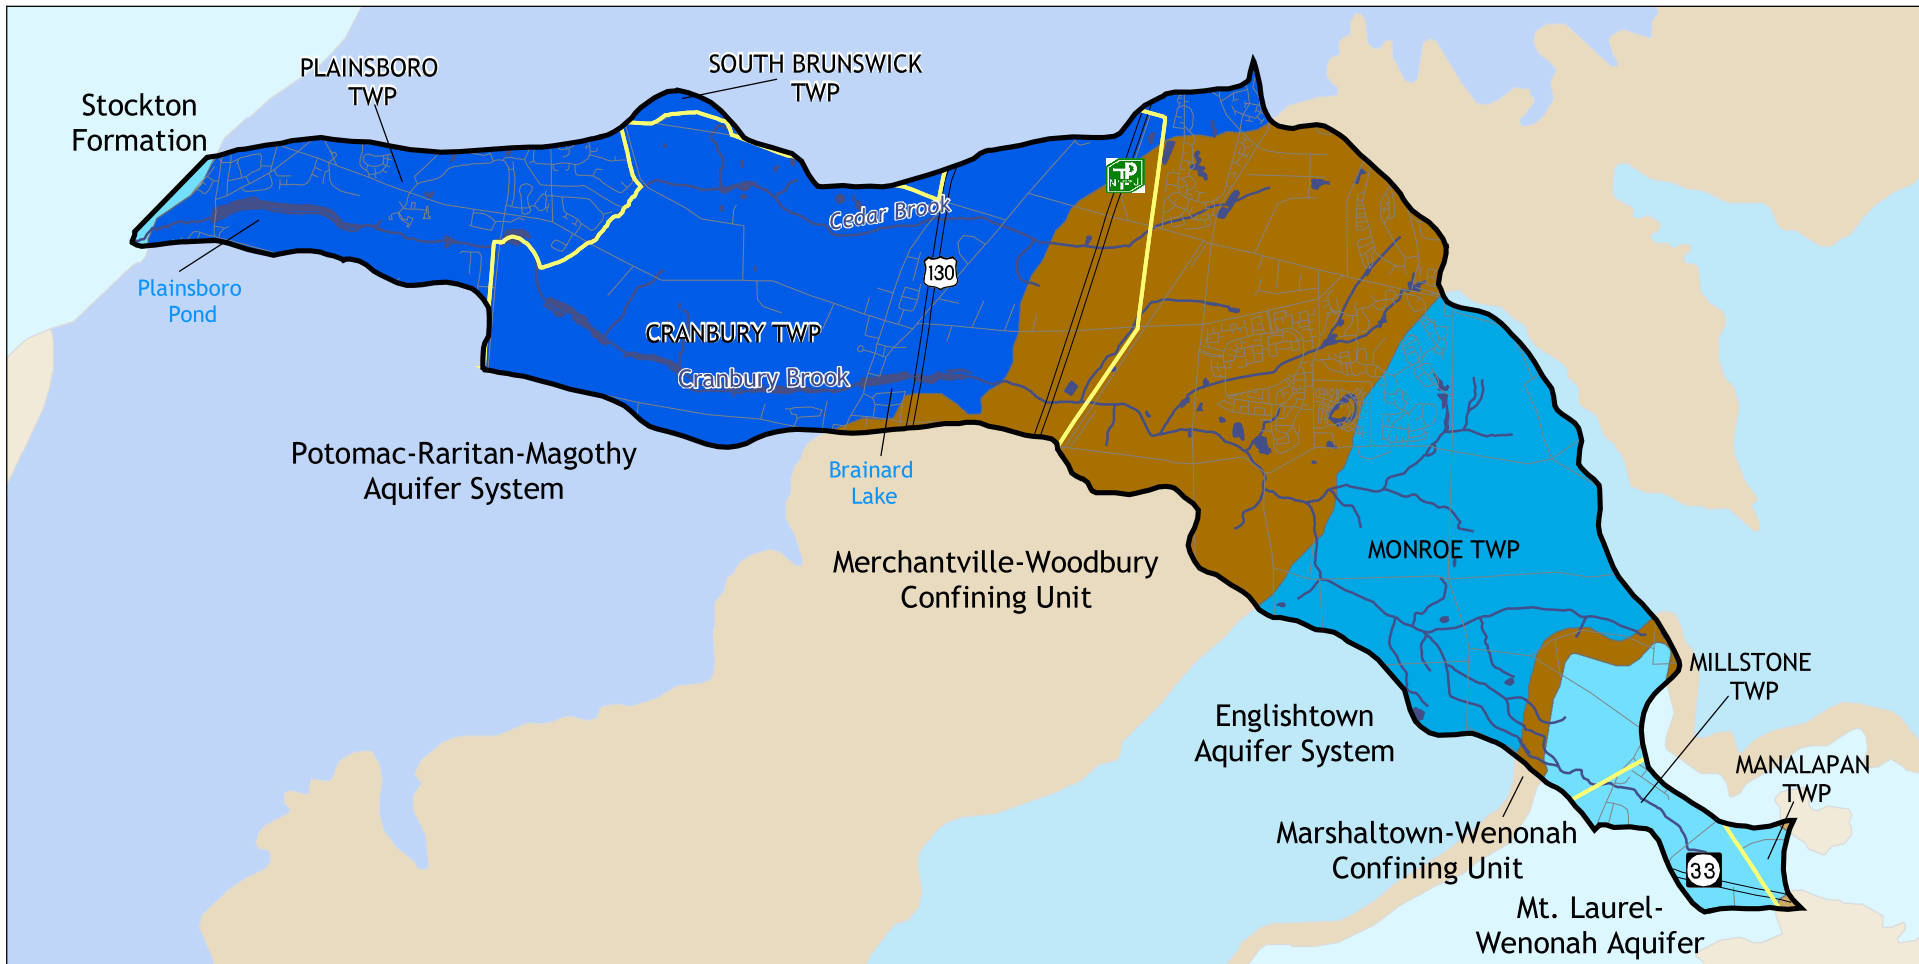 SOUTH BRUNSWICK
TWP
PLAINSBORO
TWP
Stockton
Formation
NJ
TP
Cedar Brook
130
Plainsboro
Pond
CRANBURY TWP
Cranbury Brook
Potomac-Raritan-Magothy
Aquifer System
Brainard
Lake
Merchantville-Woodbury
Confining Unit
MONROE TWP
MILLSTONE
TWP
Englishtown
Aquifer System
MANALAPAN
TWP
Marshaltown-Wenonah
Confining Unit
33
Mt. Laurel-
Wenonah Aquifer